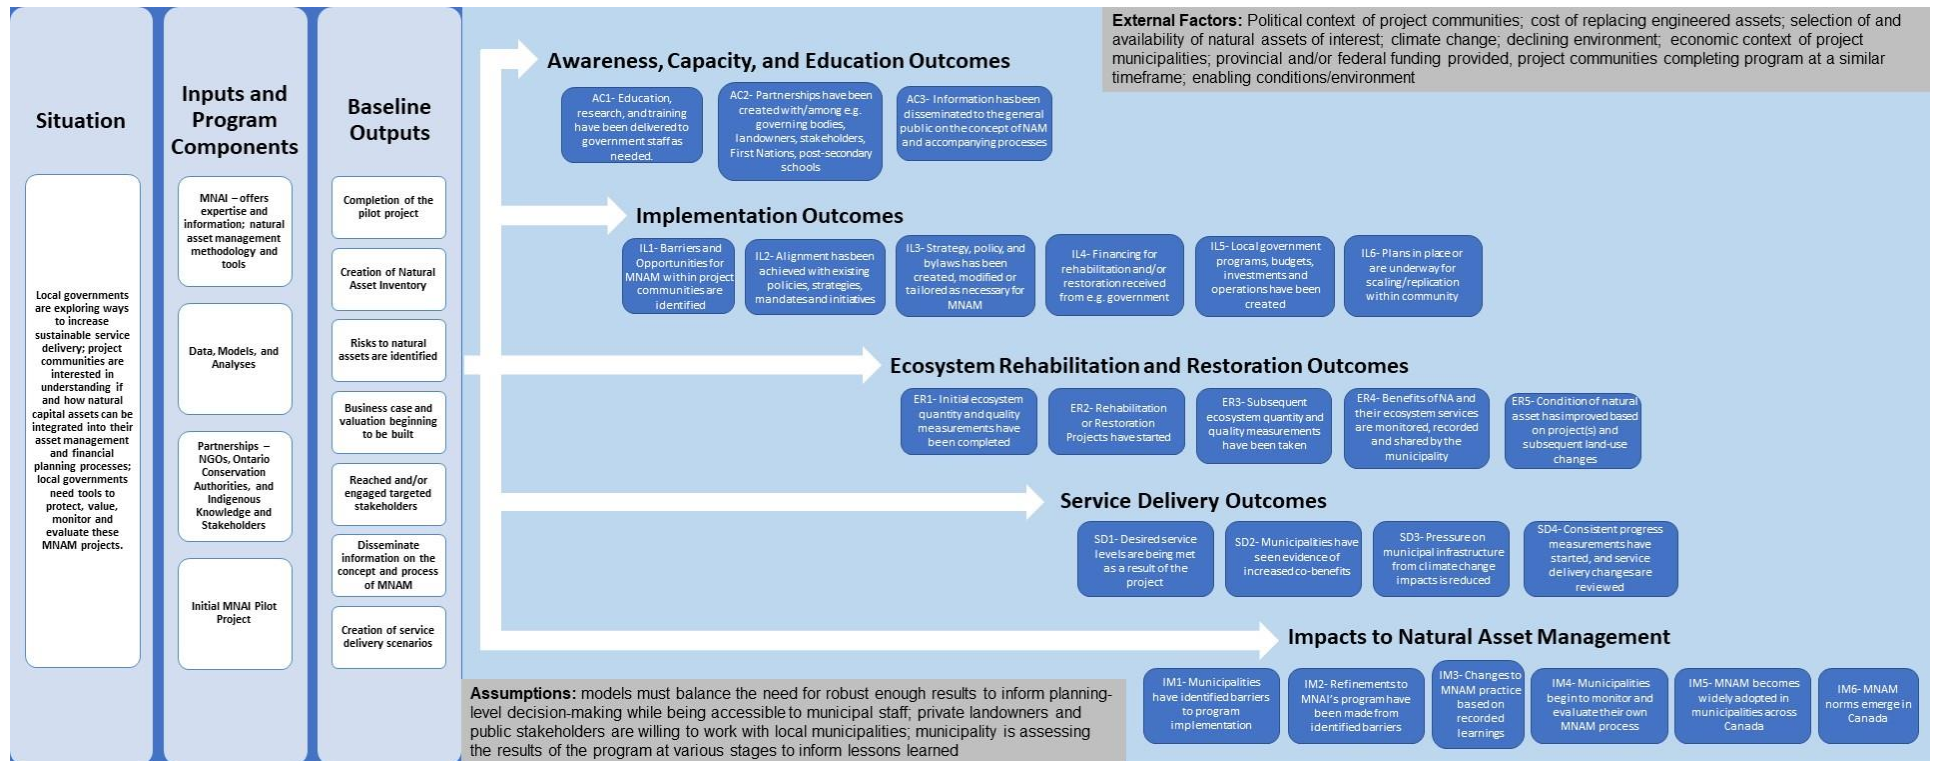 Situation
Local governments
are exploring ways
to increase
sustainable service
delivery; project
communities are
interested in
understanding if
and how natural
capital assets can be
integrated into their
asset management
and financial
planning processes;
local governments
need tools to
protect, value,
monitor and
evaluate these
MNAM projects.
Inputs and
Program
Components
MNAI – offers
expertise and
information; natural
asset management
methodology and
tools
Data, Models, and
Analyses
Partnerships –
NGOs, Ontario
Conservation
Authorities, and
Indigenous
Knowledge and
Stakeholders
Initial MNAI Pilot
Project
Baseline
Outputs
Completion of the
pilot project
Creation of Natural
Asset Inventory
Risks to natural
assets are identified
Business case and
valuation beginning
to be built
Reached and/or
engaged targeted
stakeholders
Disseminate
information on the
concept and process
of MNAM
Creation of service
delivery scenarios
External Factors: Political context of project communities; cost of replacing engineered assets; selection of and
availability of natural assets of interest; climate change; declining environment; economic context of project
municipalities; provincial and/or federal funding provided, project communities completing program at a similar
timeframe; enabling conditions/environment
Awareness, Capacity, and Education Outcomes
AC1- Education,
research, and training
have been delivered to
government staff as
needed.
AC2- Partnerships have been
created with/among e.g.
governing bodies,
landowners, stakeholders,
First Nations, post-secondary
schools
AC3- Information has been
disseminated to the general
public on the concept of NAM
and accompanying processes
Implementation Outcomes
IL1- Barriers and
Opportunities for
MNAM within project
communities are
identified
IL2- Alignment has been
achieved with existing
policies, strategies,
mandates and initiatives
IL3- Strategy, policy, and
bylaws has been
created, modified or
tailored as necessary for
MNAM
IL4- Financing for
rehabilitation and/or
restoration received
from e.g. government
IL5- Local government
programs, budgets,
investments and
operations have been
created
IL6- Plans in place or
are underway for
scaling/replication
within community
Ecosystem Rehabilitation and Restoration Outcomes
ER1- Initial ecosystem
quantity and quality
measurements have
been completed
ER2- Rehabilitation
or Restoration
Projects have started
ER3- Subsequent
ecosystem quantity and
quality measurements
have been taken
ER4- Benefits of NA and
their ecosystem services
are monitored, recorded
and shared by the
municipality
ER5- Condition of natural
asset has improved based
on project(s) and
subsequent land-use
changes
Service Delivery Outcomes
SD1- Desired service
levels are being met
as a result of the
project
SD2- Municipalities have
seen evidence of
increased co-benefits
SD3- Pressure on
municipal infrastructure
from climate change
impacts is reduced
SD4- Consistent progress
measurements have
started, and service
delivery changes are
reviewed
Impacts to Natural Asset Management
IM1- Municipalities
have identified barriers
to program
implementation
IM2- Refinements to
MNAI's program have
been made from
identified barriers
IM3- Changes to
MNAM practice
based on
recorded
learnings
IM4- Municipalities
begin to monitor and
evaluate their own
MNAM process
IM5- MNAM becomes
widely adopted in
municipalities across
Canada
IM6- MNAM
norms emerge in
Canada
Assumptions: models must balance the need for robust enough results to inform planning-
level decision-making while being accessible to municipal staff; private landowners and
public stakeholders are willing to work with local municipalities; municipality is assessing
the results of the program at various stages to inform lessons learned